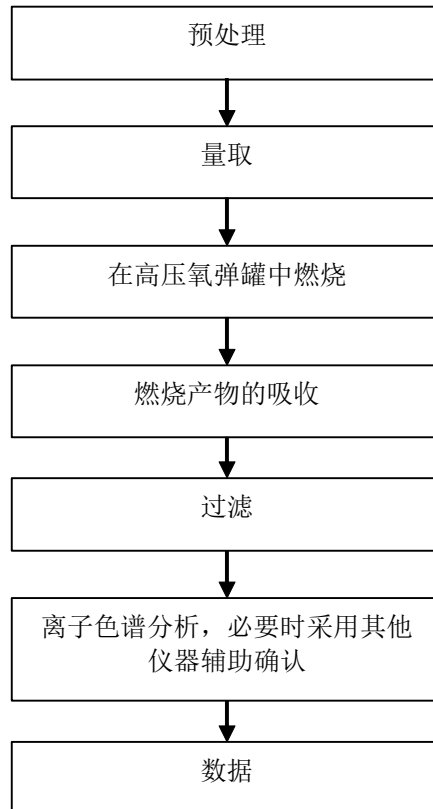 预处理
量取
在高压氧弹罐中燃烧
燃烧产物的吸收
过滤
离子色谱分析，必要时采用其他
仪器辅助确认
数据